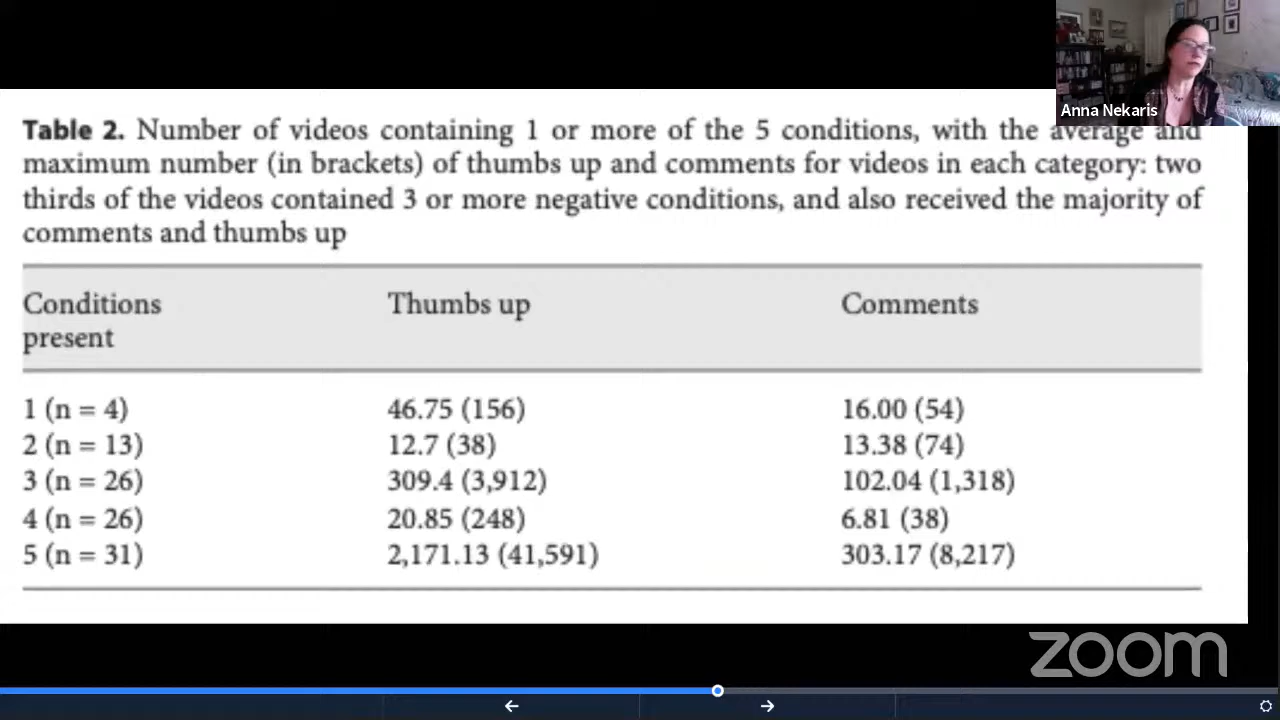 Anna Nekaris
Table 2. Number of videos containing 1 or more of the 5 conditions, with the average and
maximum number (in brackets) of thumbs up and comments for videos in each category: two
thirds of the videos contained 3 or more negative conditions, and also received the majority of
comments and thumbs up
Conditions present Thumbs up Comments
1 (n = 4) 46.75 (156) 16.00 (54)
2 (n = 13) 12.7 (38) 13.38 (74)
3 (n = 26) 309.4 (3,912) 102.04 (1,318)
4 (n = 26) 20.85 (248) 6.81 (38)
5 (n = 31) 2,171.13 (41,591) 303.17 (8,217)
zoom